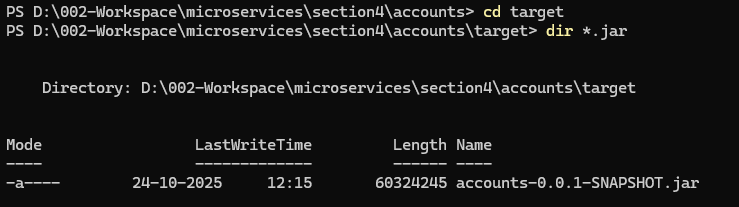 PS D:\002-Workspace\microservices\section4\accounts> cd target
PS D:\002-Workspace\microservices\section4\accounts\target> dir *.jar
Directory: D:\002-Workspace\microservices\section4\accounts\target
Mode                 LastWriteTime         Length Name
----                 -------------         ------ ----
-a----        24-10-2025     12:15       60324245 accounts-0.0.1-SNAPSHOT.jar